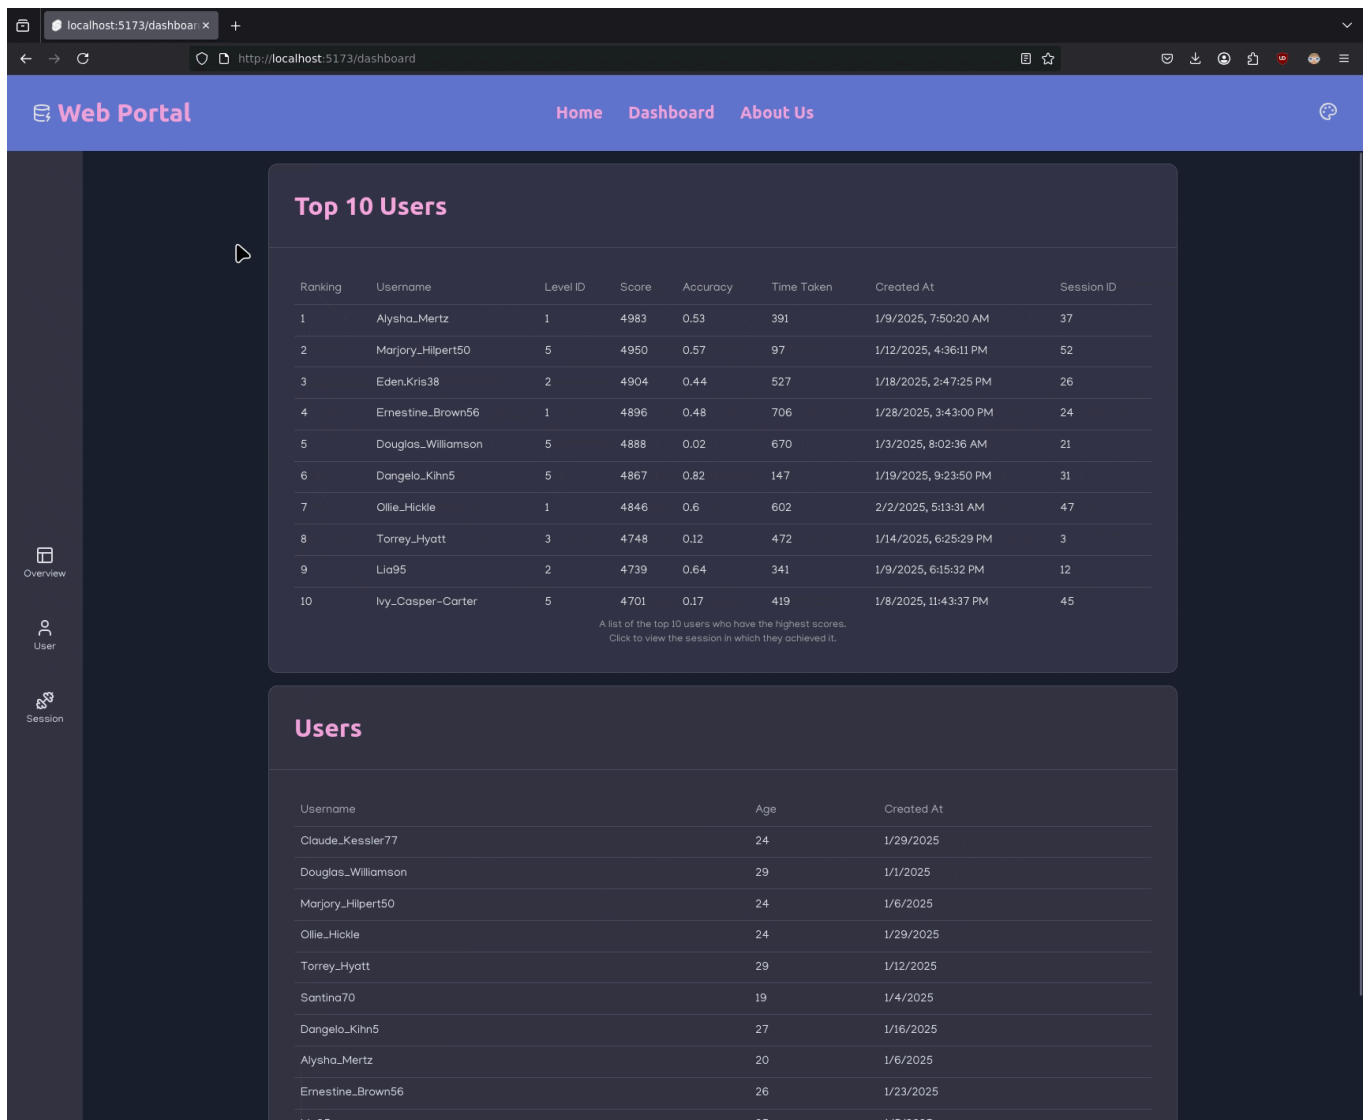 localhost:5173/dashboar
http://localhost:5173/dashboard
Web Portal
Home Dashboard About Us
Top 10 Users
Ranking Username Level ID Score Accuracy Time Taken Created At Session ID
1 Alysha_Mertz 1 4983 0.53 391 1/9/2025, 7:50:20 AM 37
2 Marjory_Hilpert50 5 4950 0.57 97 1/12/2025, 4:36:11 PM 52
3 Eden.Kris38 2 4904 0.44 527 1/18/2025, 2:47:25 PM 26
4 Ernestine_Brown56 1 4896 0.48 706 1/28/2025, 3:43:00 PM 24
5 Douglas_Williamson 5 4888 0.02 670 1/3/2025, 8:02:36 AM 21
6 Dangelo_Kihn5 5 4867 0.82 147 1/19/2025, 9:23:50 PM 31
7 Ollie_Hickle 1 4846 0.6 602 2/2/2025, 5:13:31 AM 47
8 Torrey_Hyatt 3 4748 0.12 472 1/14/2025, 6:25:29 PM 3
9 Lia95 2 4739 0.64 341 1/9/2025, 6:15:32 PM 12
10 Ivy_Casper-Carter 5 4701 0.17 419 1/8/2025, 11:43:37 PM 45
A list of the top 10 users who have the highest scores.
Click to view the session in which they achieved it.
Overview
User
Session
Users
Username Age Created At
Claude_Kessler77 24 1/29/2025
Douglas_Williamson 29 1/1/2025
Marjory_Hilpert50 24 1/6/2025
Ollie_Hickle 24 1/29/2025
Torrey_Hyatt 29 1/12/2025
Santina70 19 1/4/2025
Dangelo_Kihn5 27 1/16/2025
Alysha_Mertz 20 1/6/2025
Ernestine_Brown56 26 1/23/2025